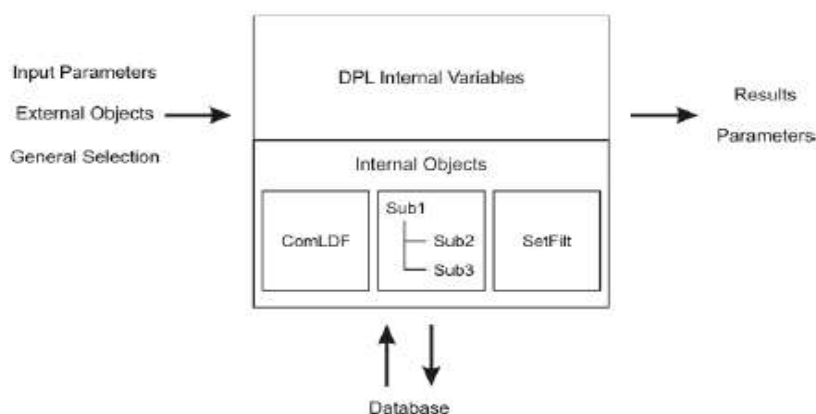 DPL Internal Variables
Input Parameters
External Objects
General Selection
Results
Parameters
Internal Objects
ComLDF
Sub1
Sub2
Sub3
SetFilt
Database